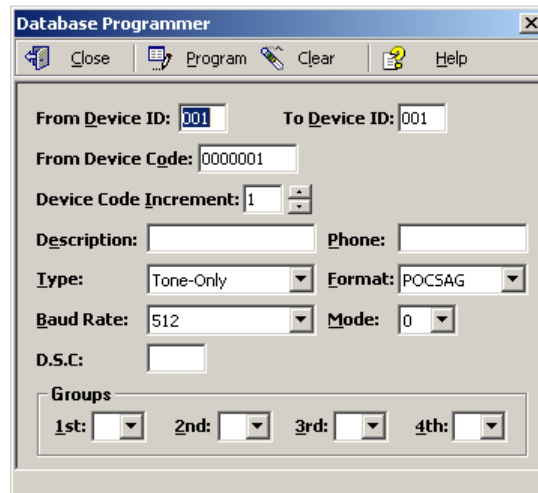 Database Programmer
Close Program Clear Help
From Device ID: 001 To Device ID: 001
From Device Code: 0000001
Device Code Increment: 1
Description: Phone:
Type: Tone-Only Format: POCSAG
Baud Rate: 512 Mode: 0
D.S.C:
Groups
1st: 2nd: 3rd: 4th: